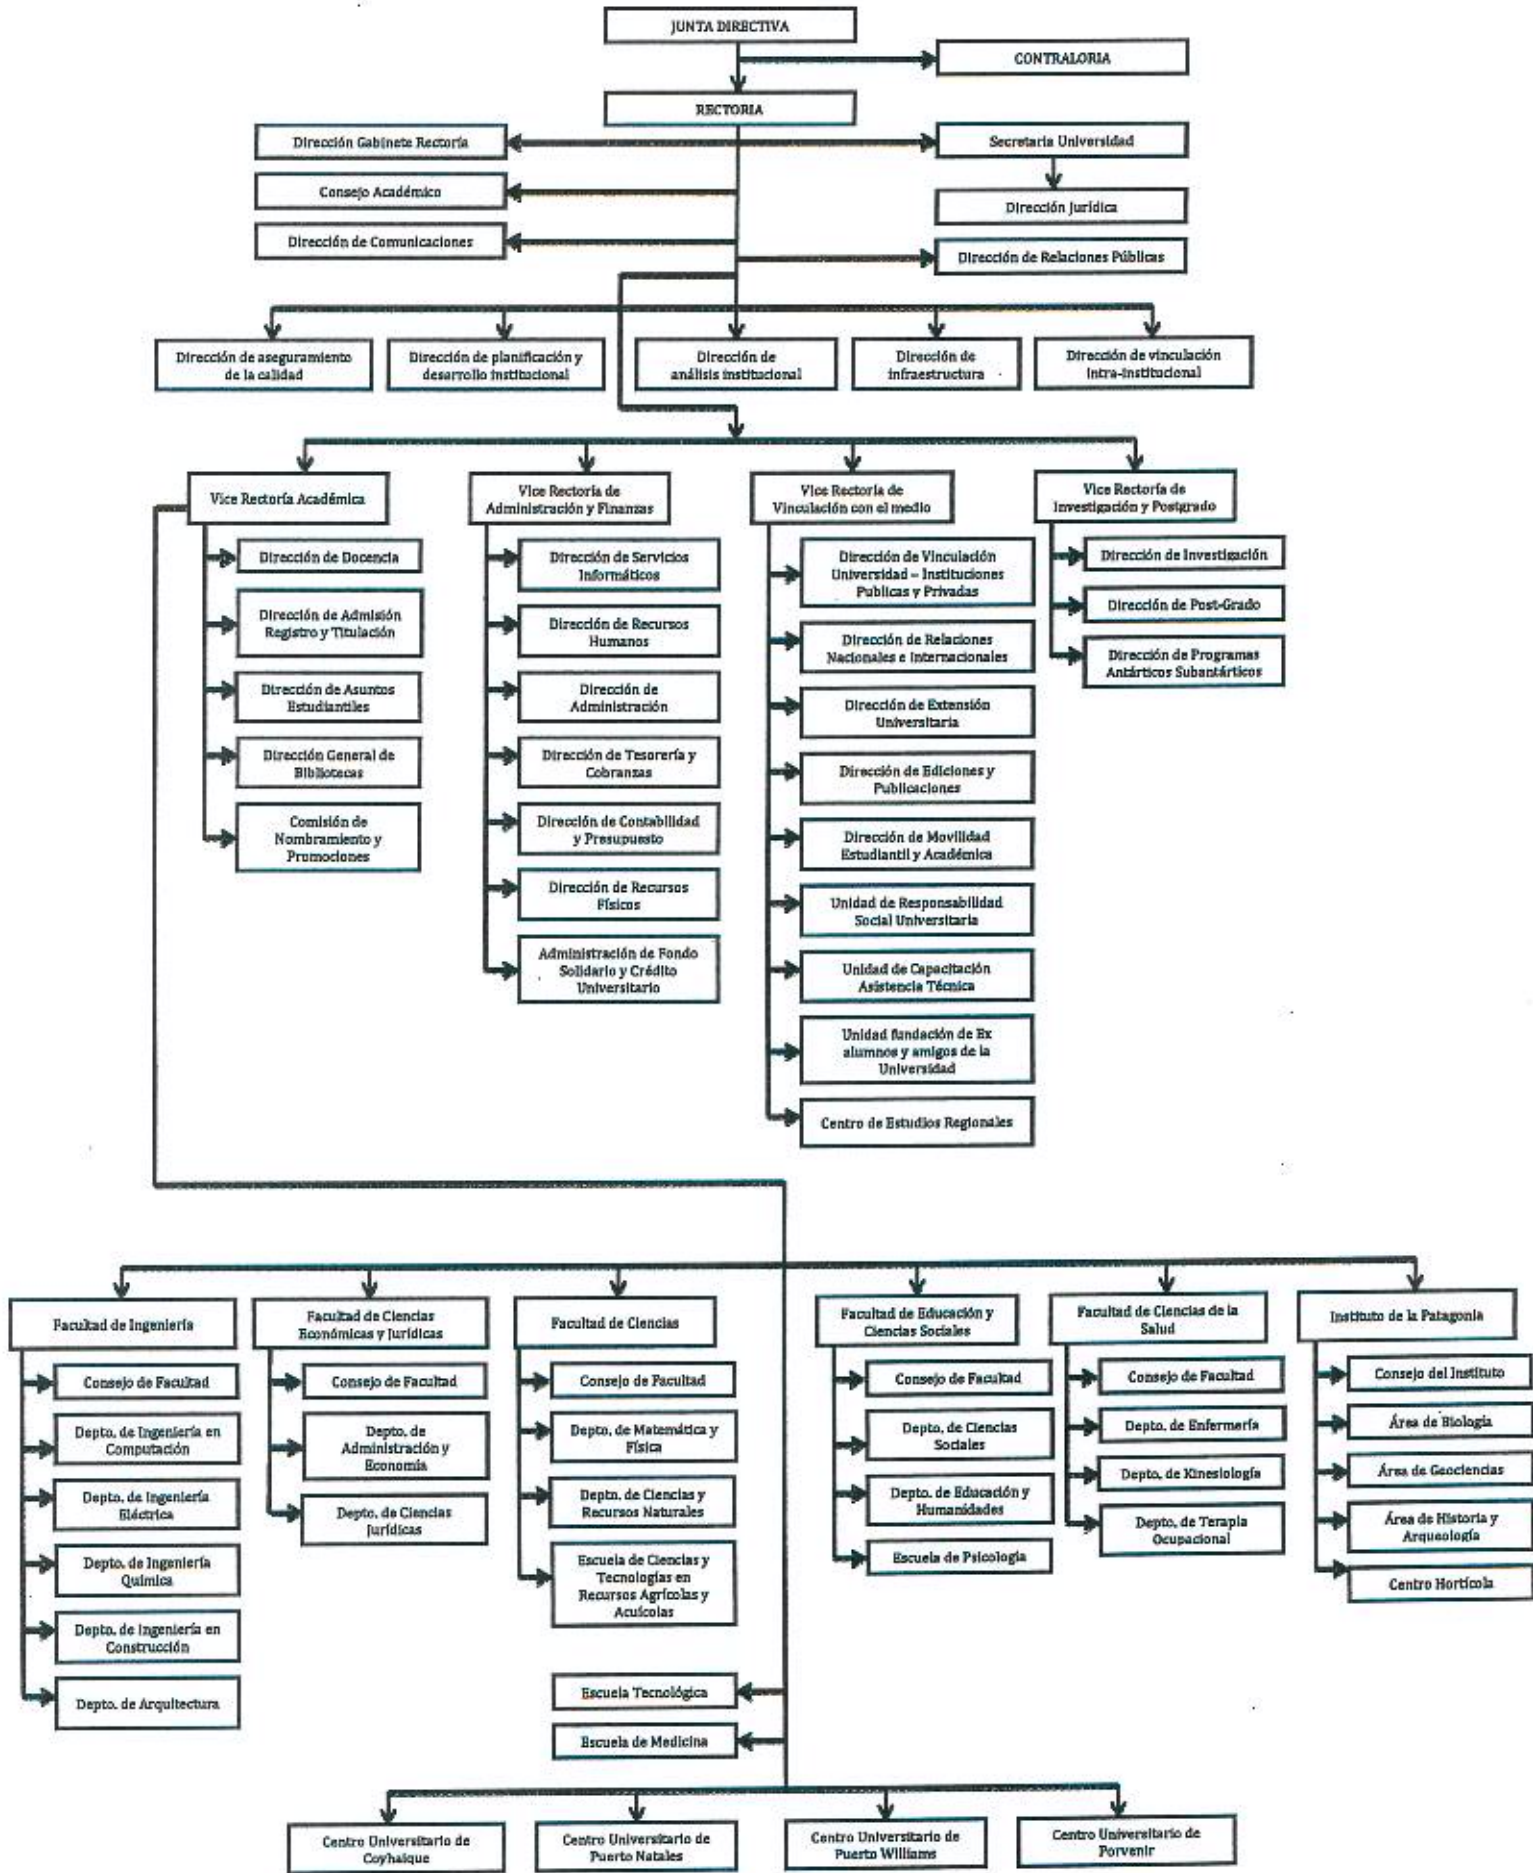 JUNTA DIRECTIVA
CONTRALORIA
RECTORIA
Dirección Gabinete Rectoría
Secretaria Universidad
Consejo Académico
Dirección Jurídica
Dirección de Comunicaciones
Dirección de Relaciones Públicas
Dirección de aseguramiento
de la calidad
Dirección de planificación y
desarrollo institucional
Dirección de
análisis institucional
Dirección de
infraestructura
Dirección de vinculación
intra-institucional
Vice Rectoría Académica
Dirección de Docencia
Dirección de Admisión
Registro y Titulación
Dirección de Asuntos
Estudiantiles
Dirección General de
Bibliotecas
Comisión de
Nombramiento y
Promociones
Vice Rectoría de
Administración y Finanzas
Dirección de Servicios
Informáticos
Dirección de Recursos
Humanos
Dirección de
Administración
Dirección de Tesorería y
Cobranzas
Dirección de Contabilidad
y Presupuesto
Dirección de Recursos
Físicos
Administración de Fondo
Solidario y Crédito
Universitario
Vice Rectoría de
Vinculación con el medio
Dirección de Vinculación
Universidad – Instituciones
Publicas y Privadas
Dirección de Relaciones
Nacionales e Internacionales
Dirección de Extensión
Universitaria
Dirección de Ediciones y
Publicaciones
Dirección de Movilidad
Estudiantil y Académica
Unidad de Responsabilidad
Social Universitaria
Unidad de Capacitación
Asistencia Técnica
Unidad fundación de Ex
alumnos y amigos de la
Universidad
Centro de Estudios Regionales
Vice Rectoría de
Investigación y Postgrado
Dirección de Investigación
Dirección de Post-Grado
Dirección de Programas
Antárticos Subantárticos
Facultad de Ingeniería
Consejo de Facultad
Depto. de Ingeniería en
Computación
Depto. de Ingeniería
Eléctrica
Depto. de Ingeniería
Química
Depto. de Ingeniería en
Construcción
Depto. de Arquitectura
Facultad de Ciencias
Económicas y Jurídicas
Consejo de Facultad
Depto. de
Administración y
Economía
Depto. de Ciencias
Jurídicas
Facultad de Ciencias
Consejo de Facultad
Depto. de Matemática y
Física
Depto. de Ciencias y
Recursos Naturales
Escuela de Ciencias y
Tecnologías en
Recursos Agrícolas y
Acuícolas
Facultad de Educación y
Ciencias Sociales
Consejo de Facultad
Depto. de Ciencias
Sociales
Depto. de Educación y
Humanidades
Escuela de Psicología
Facultad de Ciencias de la
Salud
Consejo de Facultad
Depto. de Enfermería
Depto. de Kinesiología
Depto. de Terapia
Ocupacional
Instituto de la Patagonia
Consejo del Instituto
Área de Biología
Área de Geociencias
Área de Historia y
Arqueología
Centro Hortícola
Escuela Tecnológica
Escuela de Medicina
Centro Universitario de
Coyhaique
Centro Universitario de
Puerto Natales
Centro Universitario de
Puerto Williams
Centro Universitario de
Porvenir